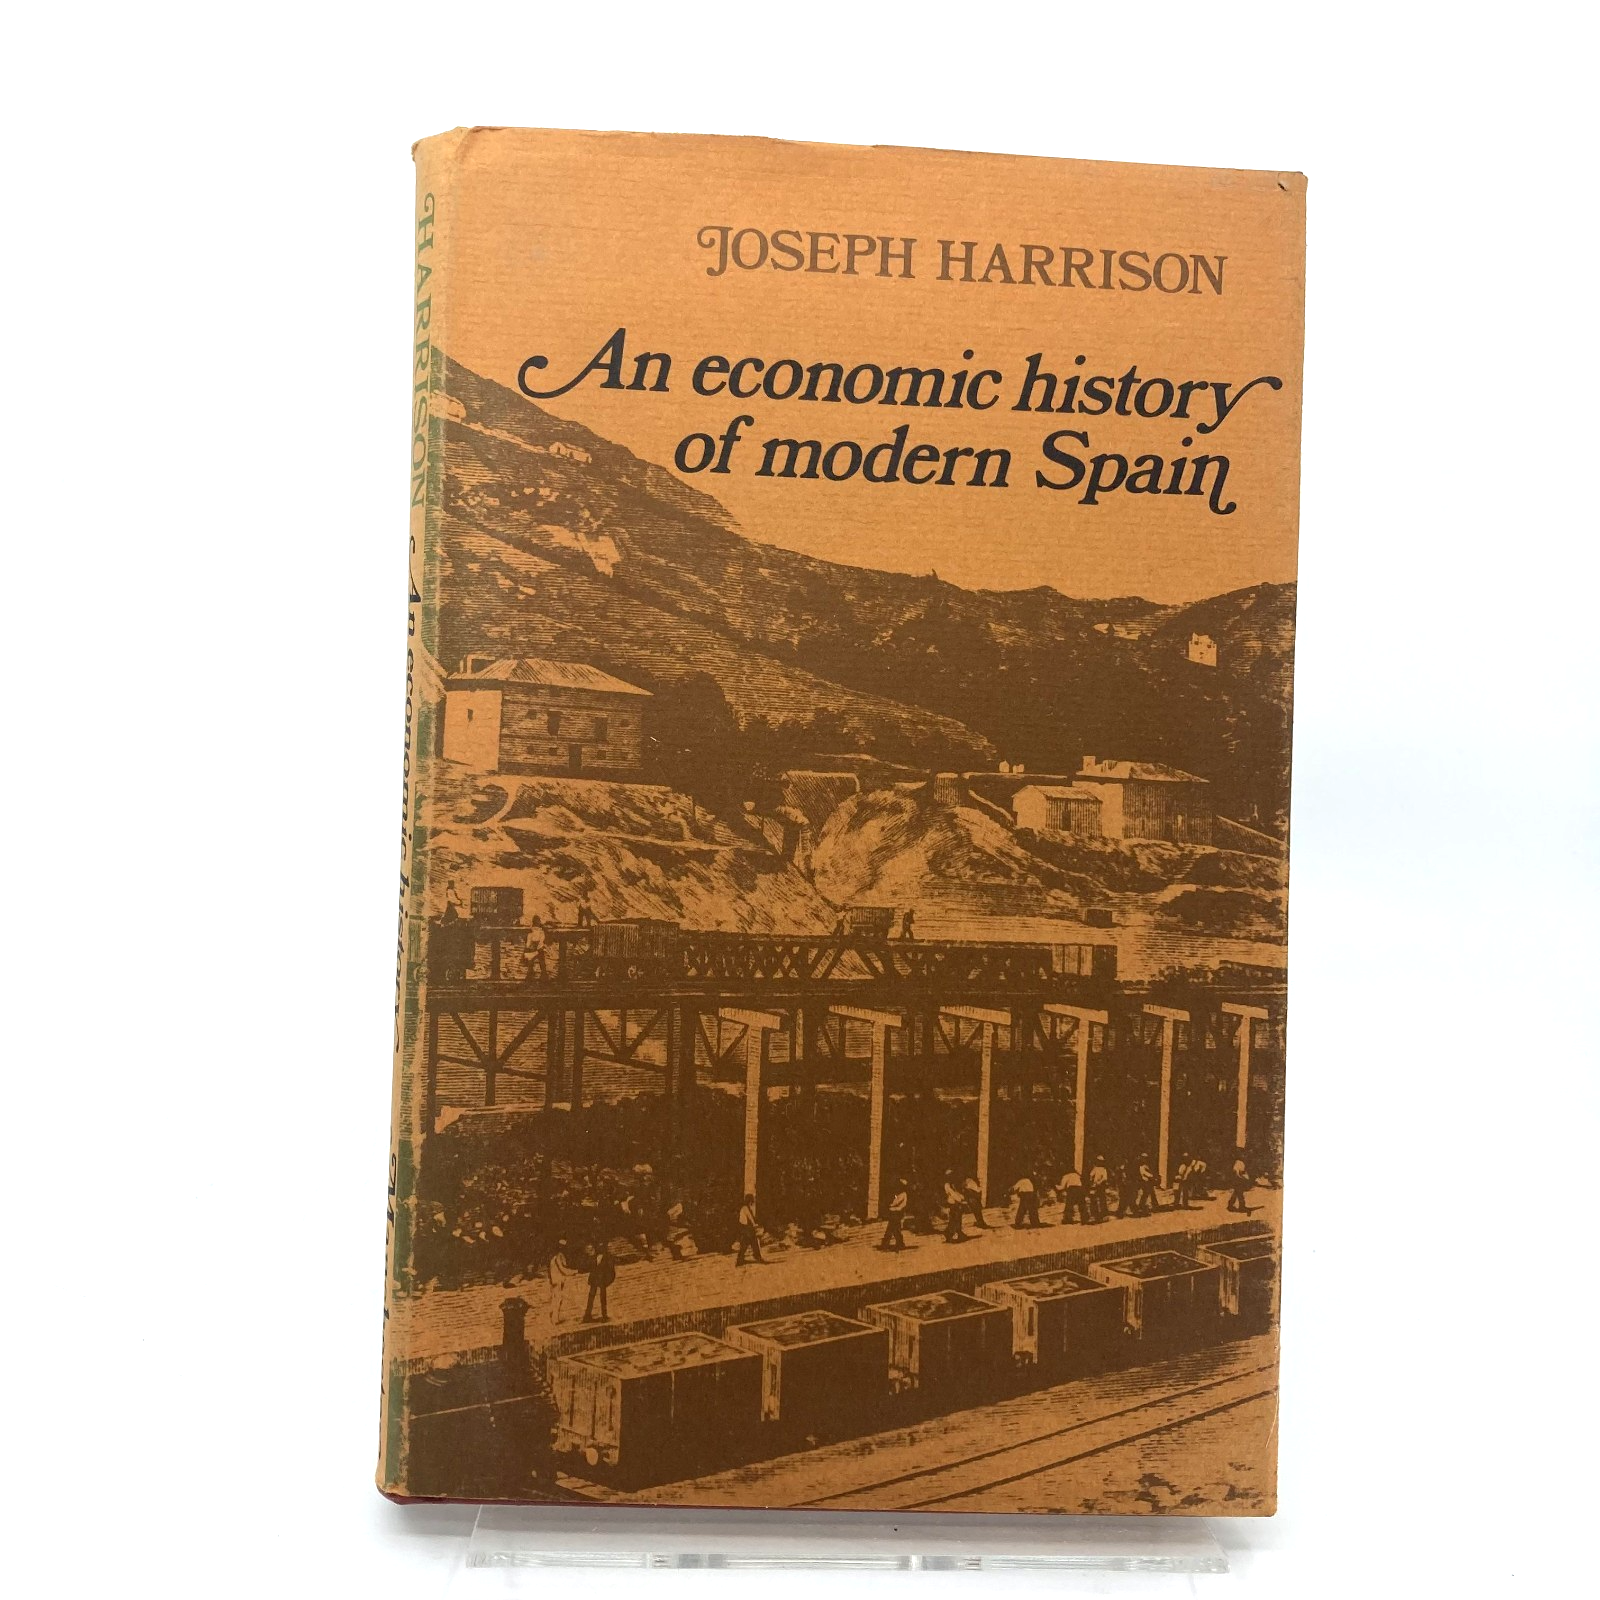 JOSEPH HARRISON
An economic history
of modern Spain
HARRISON An economic history